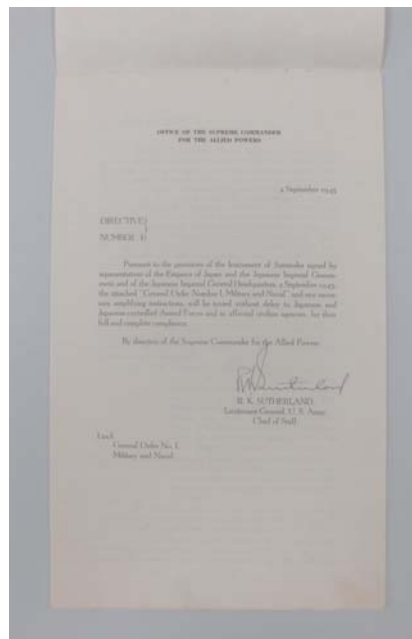 OFFICE OF THE SUPREME COMMANDER
FOR THE ALLIED POWERS
September 1945
DIRECTIVE)
NUMBER 1)
Pursuant to the provisions of the Instrument of Surrender signed by
representatives of the Emperor of Japan and the Japanese Imperial Govern-
ment and of the Japanese Imperial General Headquarters, September 1945,
the attached "General Order Number 1, Military and Naval" and any neces-
sary amplifying instructions, will be issued without delay to Japanese and
Japanese-controlled Armed Forces and to affected civilian agencies, for their
full and complete compliance.
By direction of the Supreme Commander for the Allied Powers:
R. K. SUTHERLAND,
Lieutenant General, U. S. Army,
Chief of Staff.
1 incl:
General Order No. 1,
Military and Naval.